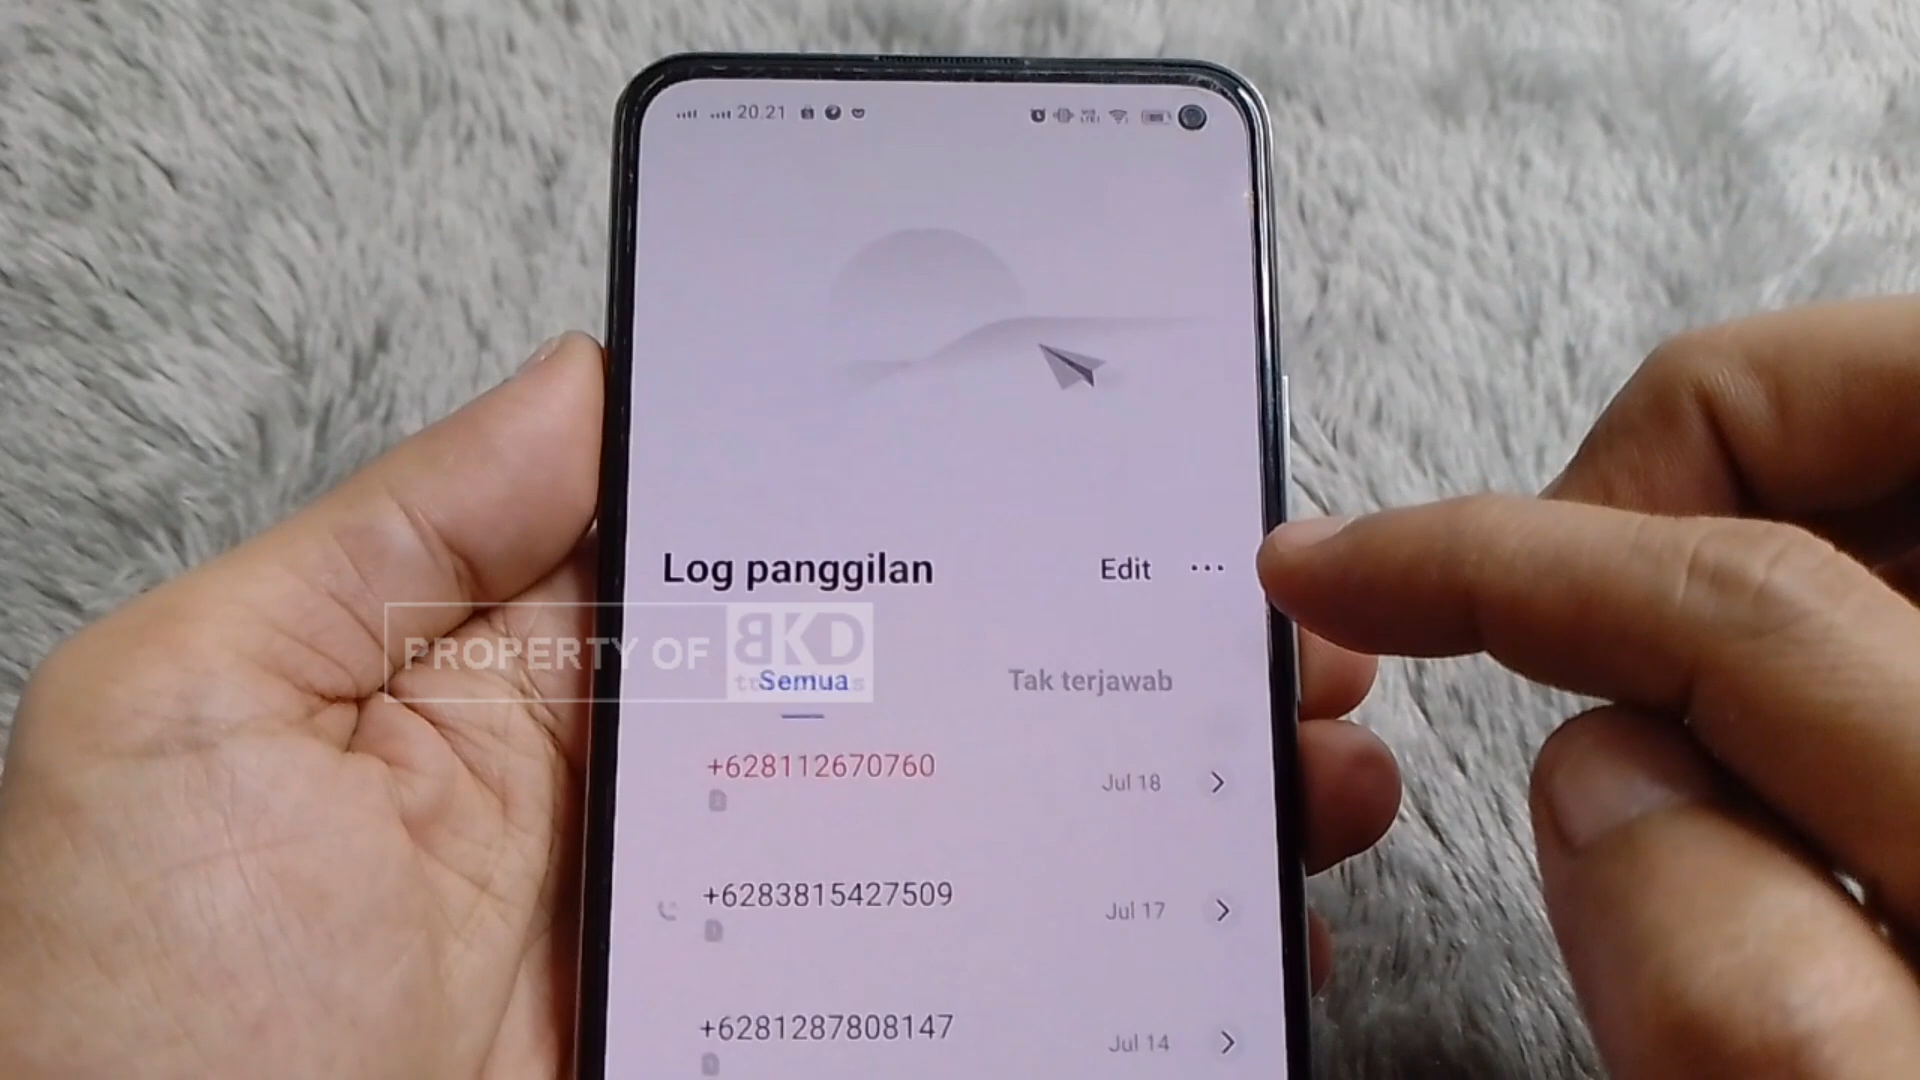 20.21
Log panggilan
Edit ...
PROPERTY OF BKD
Semua
Tak terjawab
+628112670760
Jul 18
+6283815427509
Jul 17
+6281287808147
Jul 14